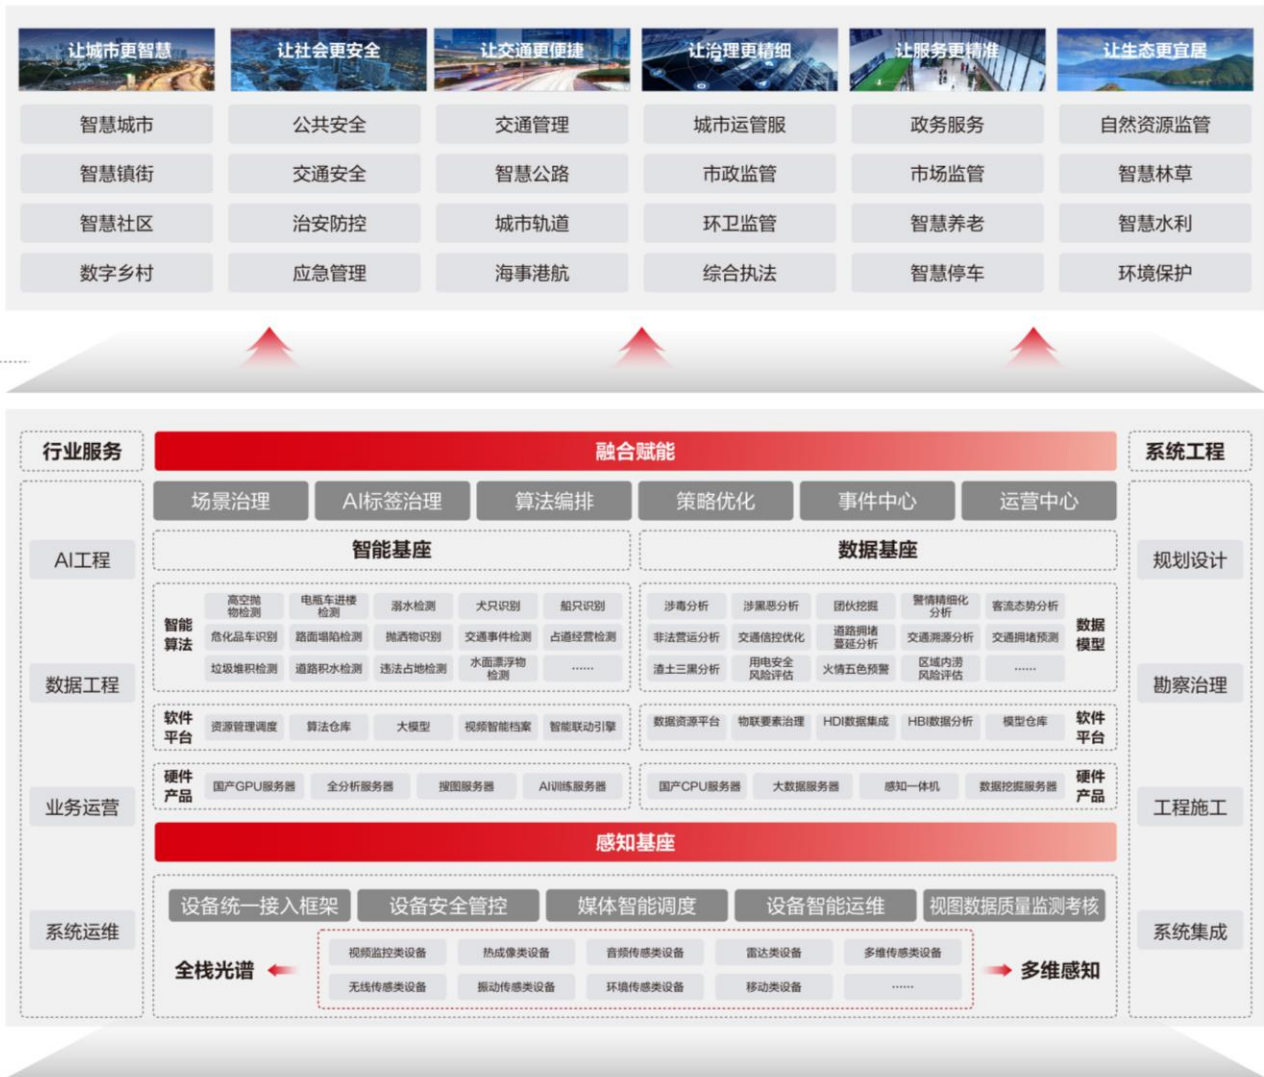 让城市更智慧
让社会更安全
让交通更便捷
让治理更精细
让服务更精准
让生态更宜居
智慧城市
公共安全
交通管理
城市运管服
政务服务
自然资源监管
智慧镇街
交通安全
智慧公路
市政监管
市场监管
智慧林草
智慧社区
治安防控
城市轨道
环卫监管
智慧养老
智慧水利
数字乡村
应急管理
海事港航
综合执法
智慧停车
环境保护
行业服务
AI工程
数据工程
业务运营
系统运维
融合赋能
场景治理
AI标签治理
算法编排
策略优化
事件中心
运营中心
智能基座
智能
算法
高空抛
物检测
电瓶车进楼
检测
溺水检测
犬只识别
船只识别
危化品车识别
路面塌陷检测
抛洒物识别
交通事件检测
占道经营检测
垃圾堆积检测
道路积水检测
违法占地检测
水面漂浮物
检测
……
软件
平台
资源管理调度
算法仓库
大模型
视频智能档案
智能联动引擎
硬件
产品
国产GPU服务器
全分析服务器
搜图服务器
AI训练服务器
数据基座
涉毒分析
涉黑恶分析
团伙挖掘
警情精细化
分析
客流态势分析
非法营运分析
交通信控优化
道路拥堵
蔓延分析
交通溯源分析
交通拥堵预测
渣土三黑分析
用电安全
风险评估
火情五色预警
区域内涝
风险评估
……
数据
模型
数据资源平台
物联要素治理
HDI数据集成
HBI数据分析
模型仓库
软件
平台
国产CPU服务器
大数据服务器
感知一体机
数据挖掘服务器
硬件
产品
感知基座
设备统一接入框架
设备安全管控
媒体智能调度
设备智能运维
视图数据质量监测考核
全栈光谱
视频监控类设备
热成像类设备
音频传感类设备
雷达类设备
多维传感类设备
无线传感类设备
振动传感类设备
环境传感类设备
移动类设备
……
多维感知
系统工程
规划设计
勘察治理
工程施工
系统集成